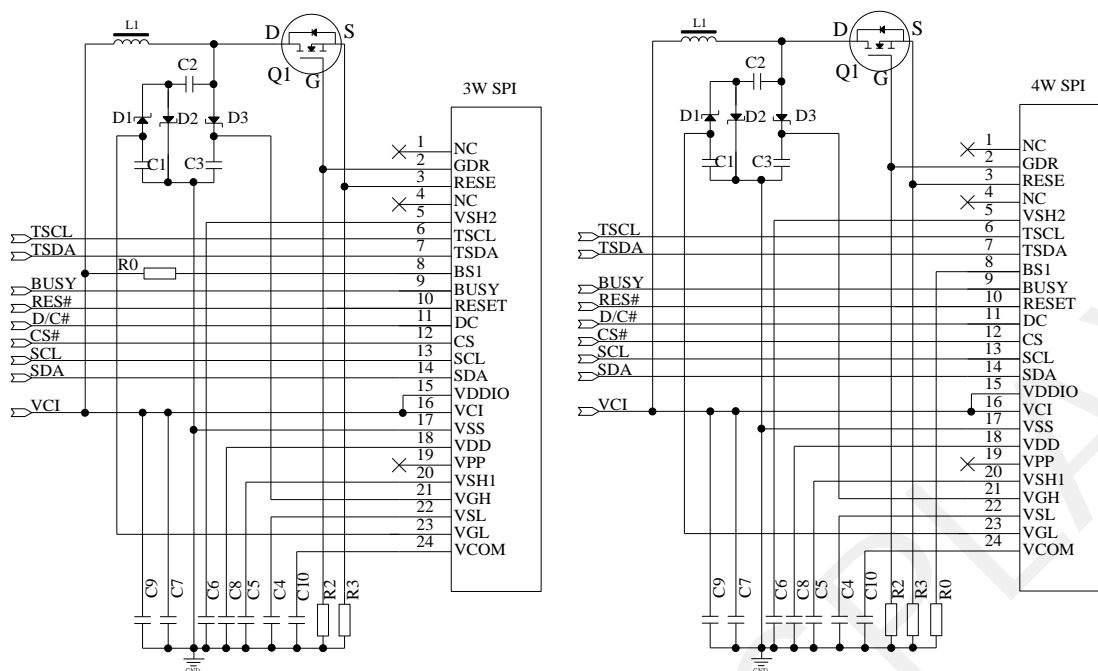 L1
D
S
C2
Q1
G
3W SPI
D1
D2
D3
C1
C3
1 NC
2 GDR
3 RESE
4 NC
5 VSH2
TSCL 6 TSCL
TSDA 7 TSDA
R0 8 BS1
BUSY 9 BUSY
RES# 10 RESET
D/C# 11 DC
CS# 12 CS
SCL 13 SCL
SDA 14 SDA
15 VDDIO
VCI 16 VCI
17 VSS
18 VDD
19 VPP
20 VSH1
21 VGH
22 VSL
23 VGL
24 VCOM
C9 C7 C6 C8 C5 C4 C10 R2 R3
GND
L1
D
S
C2
Q1
G
4W SPI
D1
D2
D3
C1
C3
1 NC
2 GDR
3 RESE
4 NC
5 VSH2
TSCL 6 TSCL
TSDA 7 TSDA
8 BS1
BUSY 9 BUSY
RES# 10 RESET
D/C# 11 DC
CS# 12 CS
SCL 13 SCL
SDA 14 SDA
15 VDDIO
VCI 16 VCI
17 VSS
18 VDD
19 VPP
20 VSH1
21 VGH
22 VSL
23 VGL
24 VCOM
C9 C7 C6 C8 C5 C4 C10 R2 R3 R0
GND